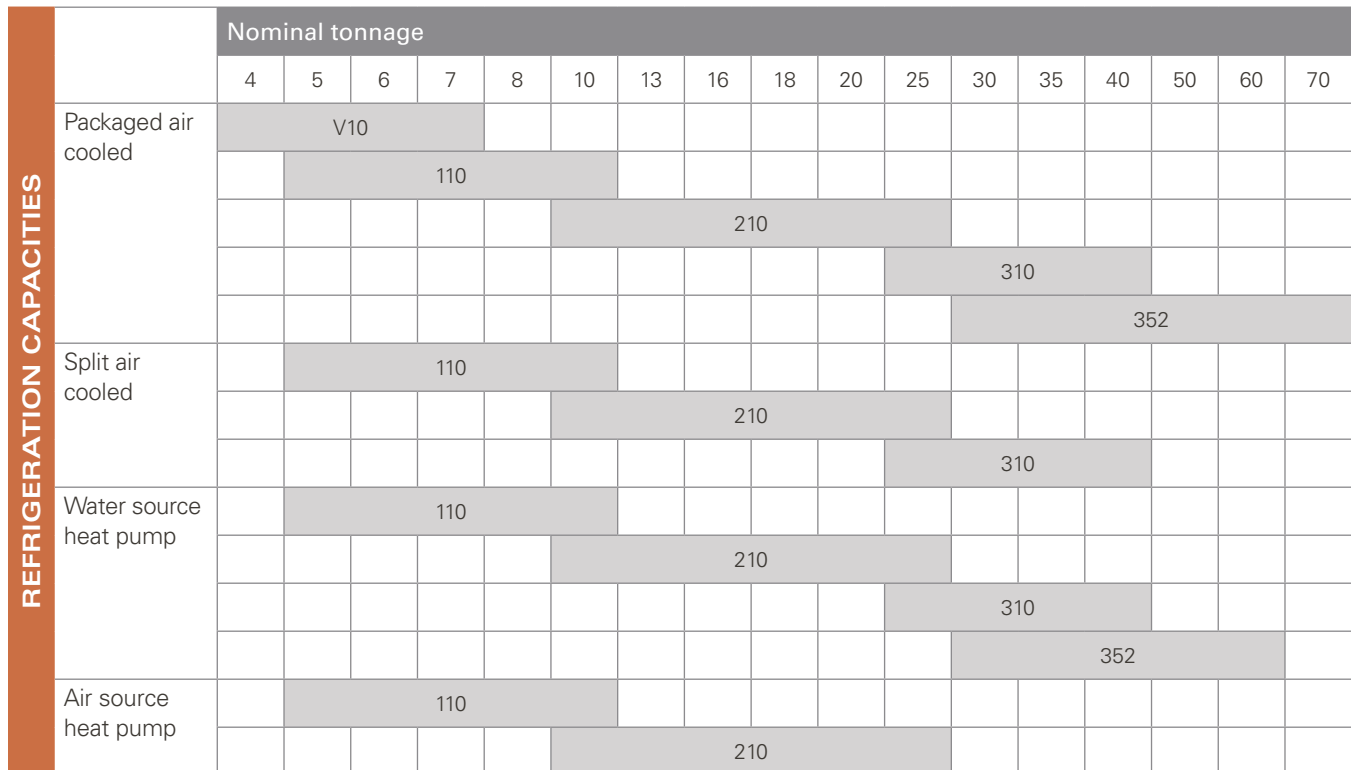 REFRIGERATION CAPACITIES
Nominal tonnage
4 5 6 7 8 10 13 16 18 20 25 30 35 40 50 60 70
Packaged air
cooled
V10
110
210
310
352
Split air
cooled
110
210
310
Water source
heat pump
110
210
310
352
Air source
heat pump
110
210